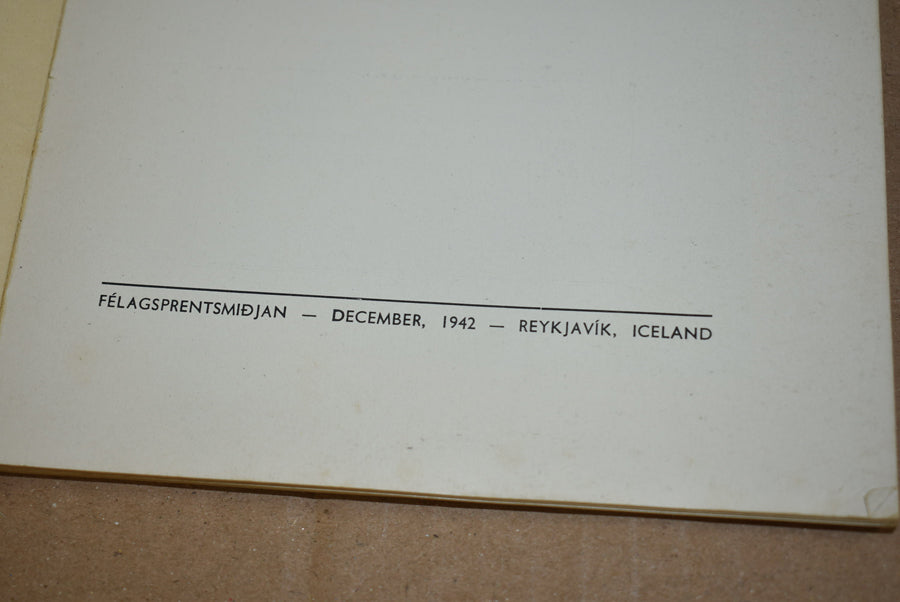 FÉLAGSPRENTSMIÐJAN — DECEMBER, 1942 — REYKJAVÍK, ICELAND